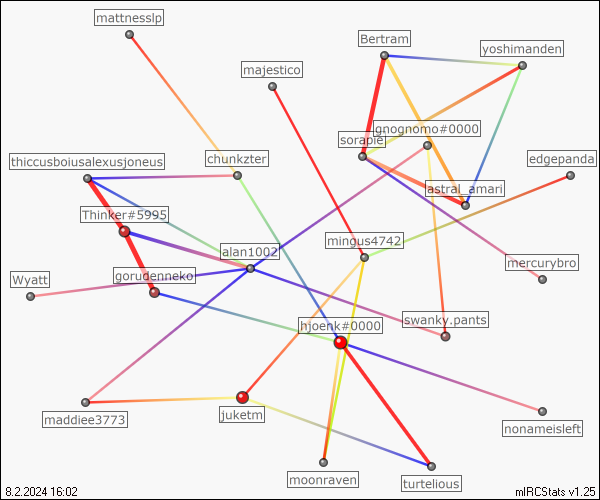 mattnesslp
Bertram
yoshimanden
majestico
gnognomo#0000
sorapie
thiccusboiusalexusjoneus
chunkzter
edgepanda
astral_amari
Thinker#5995
mingus4742
alan1002
mercurybro
Wyatt
gorudenneko
hjoenk#0000
swanky.pants
maddiee3773
juketm
nonameisleft
moonraven
turtelious
8.2.2024 16:02
mIRCStats v1.25